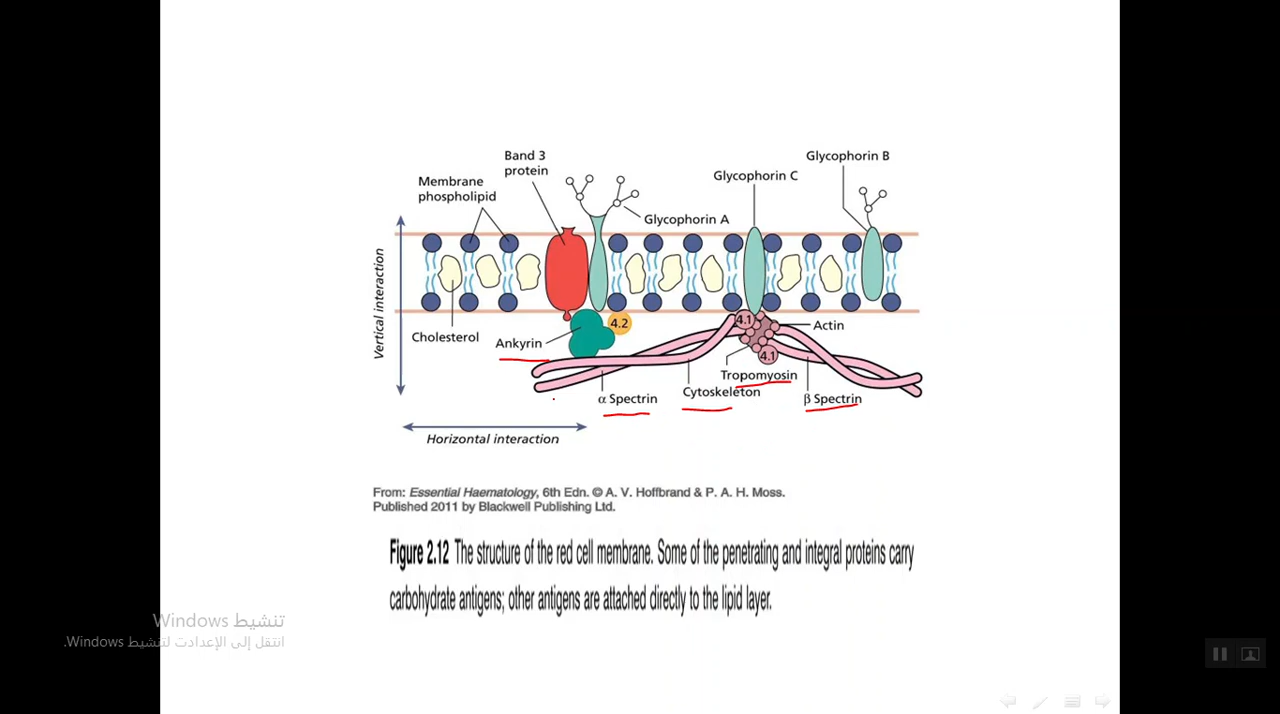 Band 3
protein
Glycophorin B
Glycophorin C
Membrane
phospholipid
Glycophorin A
Vertical interaction
4.1
4.2
Actin
Cholesterol
Ankyrin
4.1
Tropomyosin
Cytoskeleton
α Spectrin
β Spectrin
Horizontal interaction
From: Essential Haematology, 6th Edn. © A. V. Hoffbrand & P. A. H. Moss.
Published 2011 by Blackwell Publishing Ltd.
Figure 2.12 The structure of the red cell membrane. Some of the penetrating and integral proteins carry
carbohydrate antigens; other antigens are attached directly to the lipid layer.
تنشيط Windows
انتقل إلى الإعدادت لتنشيط Windows.